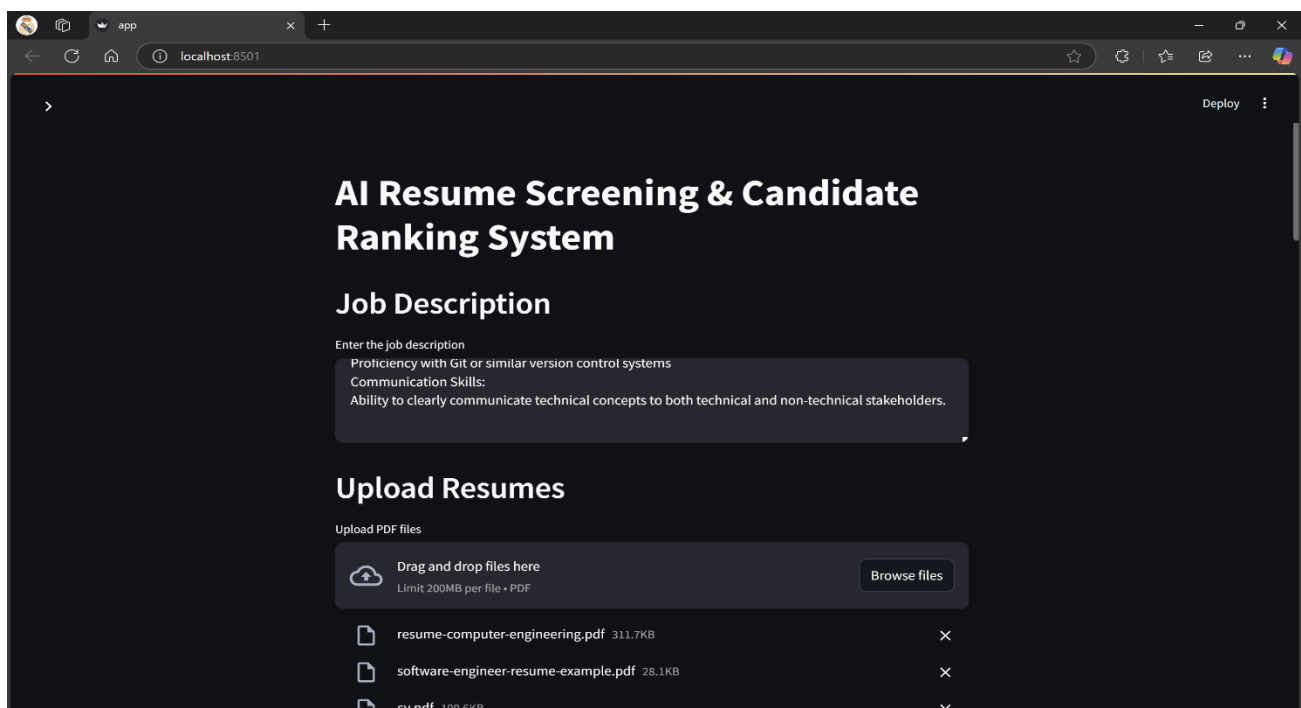 app
localhost:8501
Deploy
AI Resume Screening & Candidate
Ranking System
Job Description
Enter the job description
Proficiency with Git or similar version control systems
Communication Skills:
Ability to clearly communicate technical concepts to both technical and non-technical stakeholders.
Upload Resumes
Upload PDF files
Drag and drop files here
Limit 200MB per file • PDF
Browse files
resume-computer-engineering.pdf 311.7KB
software-engineer-resume-example.pdf 28.1KB
cv.pdf